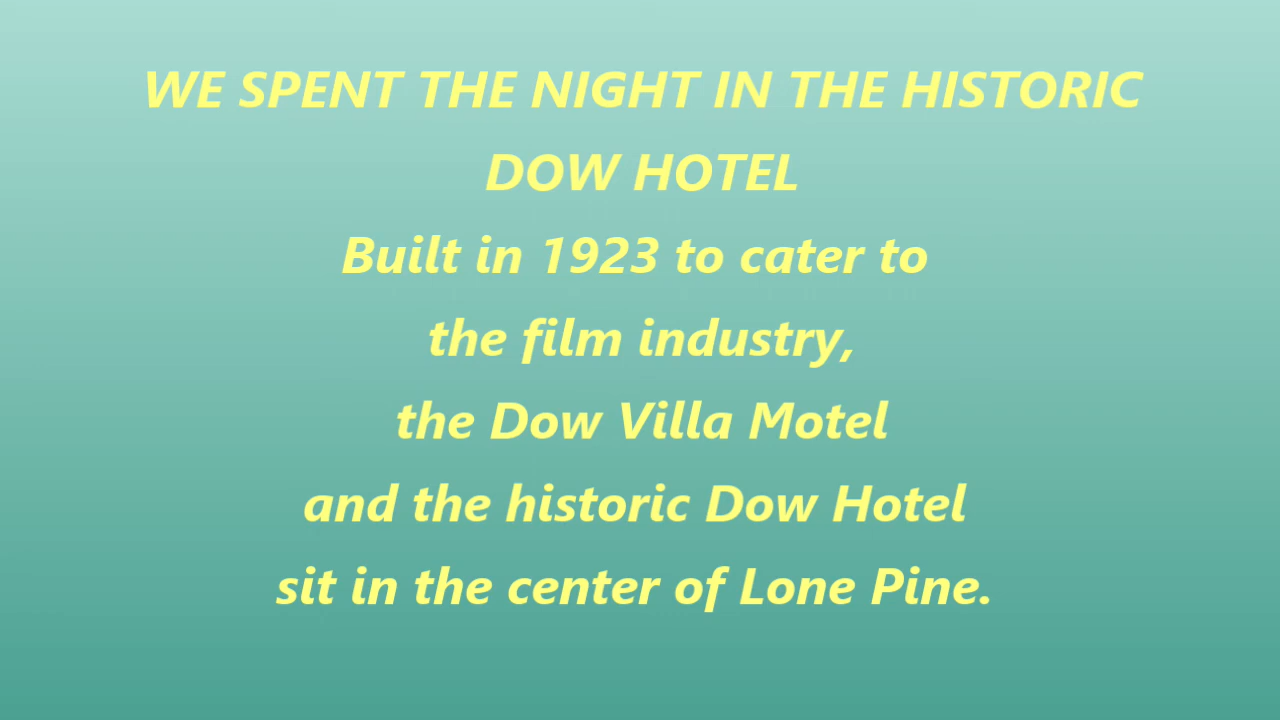 WE SPENT THE NIGHT IN THE HISTORIC
DOW HOTEL
Built in 1923 to cater to
the film industry,
the Dow Villa Motel
and the historic Dow Hotel
sit in the center of Lone Pine.